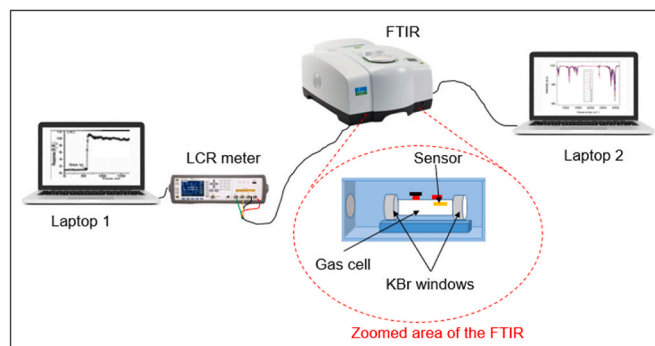 FTIR
LCR meter
Sensor
Laptop 2
Laptop 1
Gas cell
KBr windows
Zoomed area of the FTIR